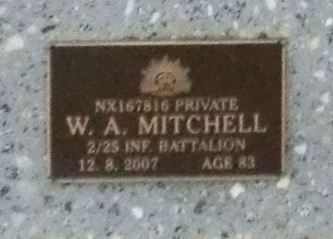 NX167816 PRIVATE
W. A. MITCHELL
2/25 INF. BATTALION
12. 8. 2007 AGE 83